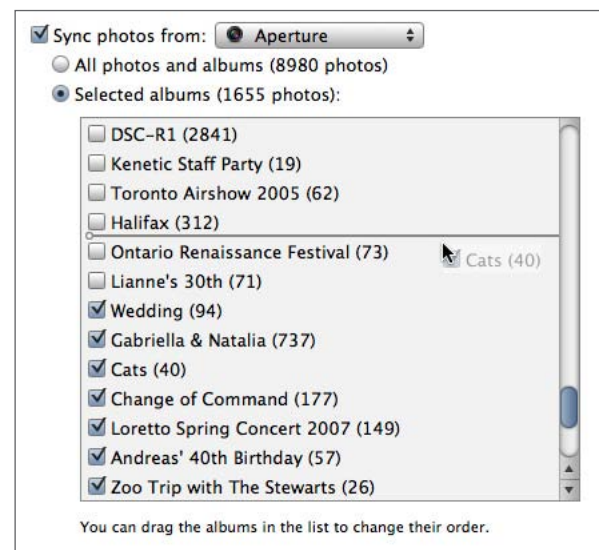 Sync photos from: Aperture
All photos and albums (8980 photos)
Selected albums (1655 photos):
DSC-R1 (2841)
Kenetic Staff Party (19)
Toronto Airshow 2005 (62)
Halifax (312)
Ontario Renaissance Festival (73)
Cats (40)
Lianne's 30th (71)
Wedding (94)
Gabriella & Natalia (737)
Cats (40)
Change of Command (177)
Loretto Spring Concert 2007 (149)
Andreas' 40th Birthday (57)
Zoo Trip with The Stewarts (26)
You can drag the albums in the list to change their order.